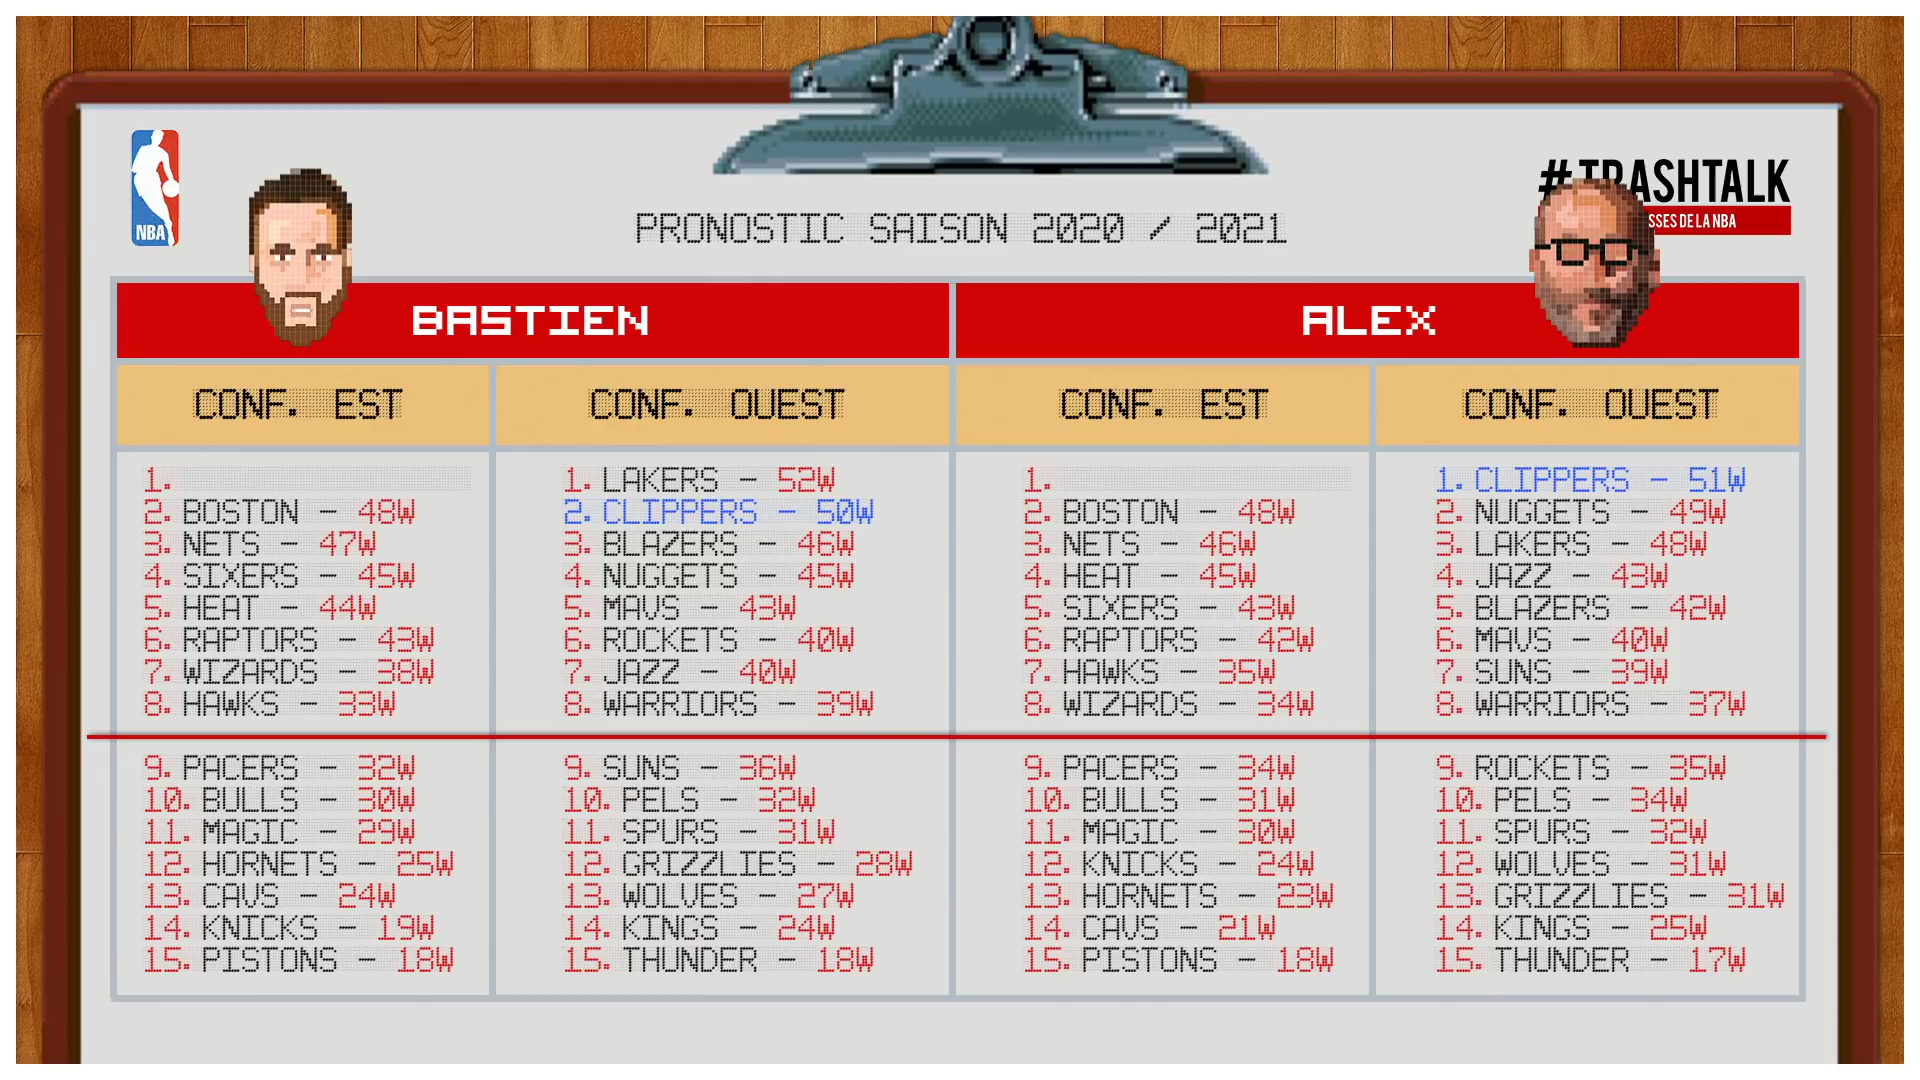 NBA
#TRASHTALK
SSES DE LA NBA
PRONOSTIC SAISON 2020 / 2021
BASTIEN
CONF. EST
1.
2. BOSTON - 48W
3. NETS - 47W
4. SIXERS - 45W
5. HEAT - 44W
6. RAPTORS - 43W
7. WIZARDS - 38W
8. HAWKS - 33W
9. PACERS - 32W
10. BULLS - 30W
11. MAGIC - 29W
12. HORNETS - 25W
13. CAVS - 24W
14. KNICKS - 19W
15. PISTONS - 18W
CONF. OUEST
1. LAKERS - 52W
2. CLIPPERS - 50W
3. BLAZERS - 46W
4. NUGGETS - 45W
5. MAVS - 43W
6. ROCKETS - 40W
7. JAZZ - 40W
8. WARRIORS - 39W
9. SUNS - 36W
10. PELS - 32W
11. SPURS - 31W
12. GRIZZLIES - 28W
13. WOLVES - 27W
14. KINGS - 24W
15. THUNDER - 18W
ALEX
CONF. EST
1.
2. BOSTON - 48W
3. NETS - 46W
4. HEAT - 45W
5. SIXERS - 43W
6. RAPTORS - 42W
7. HAWKS - 35W
8. WIZARDS - 34W
9. PACERS - 34W
10. BULLS - 31W
11. MAGIC - 30W
12. KNICKS - 24W
13. HORNETS - 23W
14. CAVS - 21W
15. PISTONS - 18W
CONF. OUEST
1. CLIPPERS - 51W
2. NUGGETS - 49W
3. LAKERS - 48W
4. JAZZ - 43W
5. BLAZERS - 42W
6. MAVS - 40W
7. SUNS - 39W
8. WARRIORS - 37W
9. ROCKETS - 35W
10. PELS - 34W
11. SPURS - 32W
12. WOLVES - 31W
13. GRIZZLIES - 31W
14. KINGS - 25W
15. THUNDER - 17W